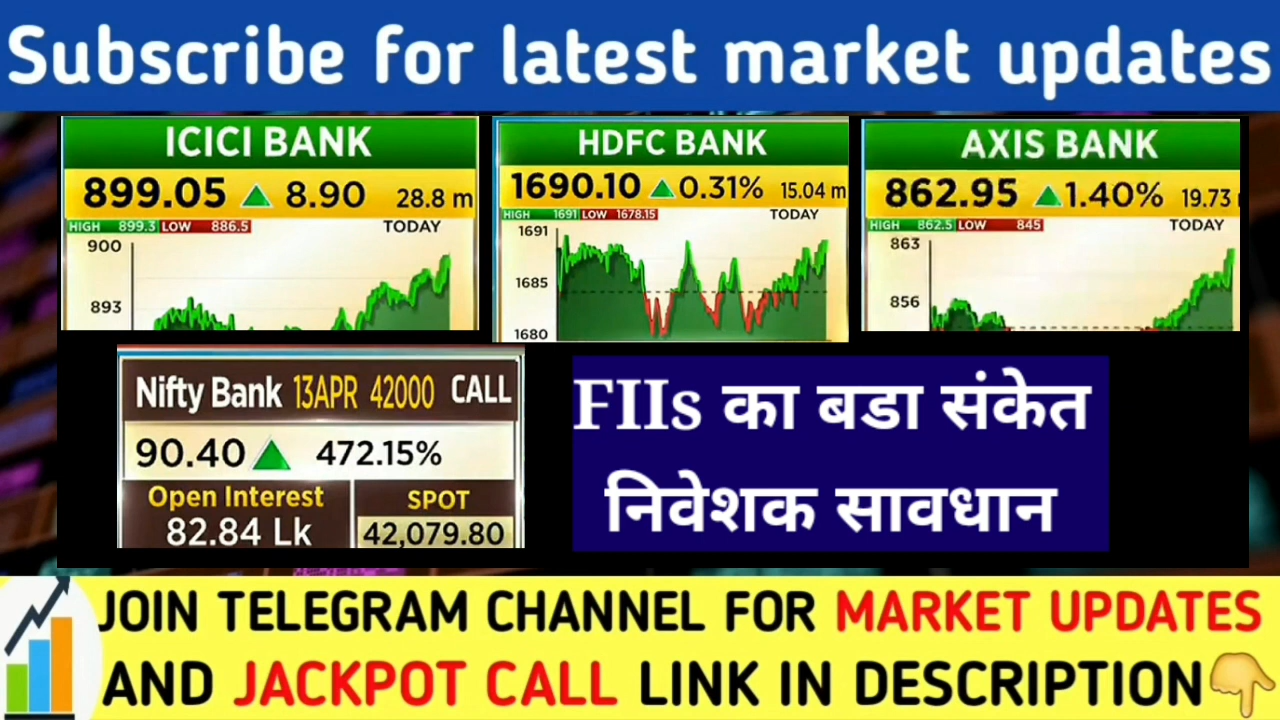 Subscribe for latest market updates
ICICI BANK
899.05 ▲ 8.90 28.8 m
HIGH 899.3 LOW 886.5 TODAY
900
893
HDFC BANK
1690.10 ▲ 0.31% 15.04 m
HIGH 1691 LOW 1678.15 TODAY
1691
1685
1680
AXIS BANK
862.95 ▲ 1.40% 19.73
HIGH 862.5 LOW 845 TODAY
863
856
Nifty Bank 13APR 42000 CALL
90.40 ▲ 472.15%
Open Interest
82.84 Lk
SPOT
42,079.80
FIIs का बडा संकेत
निवेशक सावधान
JOIN TELEGRAM CHANNEL FOR MARKET UPDATES
AND JACKPOT CALL LINK IN DESCRIPTION👇